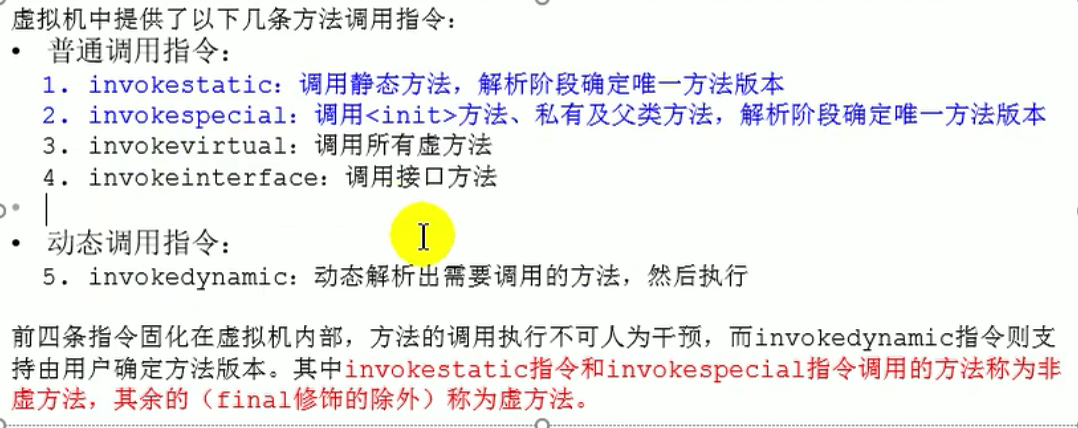 虚拟机中提供了以下几条方法调用指令：
• 普通调用指令：
1. invokestatic：调用静态方法，解析阶段确定唯一方法版本
2. invokespecial：调用<init>方法、私有及父类方法，解析阶段确定唯一方法版本
3. invokevirtual：调用所有虚方法
4. invokeinterface：调用接口方法
• 动态调用指令：
5. invokedynamic：动态解析出需要调用的方法，然后执行
前四条指令固化在虚拟机内部，方法的调用执行不可人为干预，而invokedynamic指令则支
持由用户确定方法版本。其中invokestatic指令和invokespecial指令调用的方法称为非
虚方法，其余的（final修饰的除外）称为虚方法。